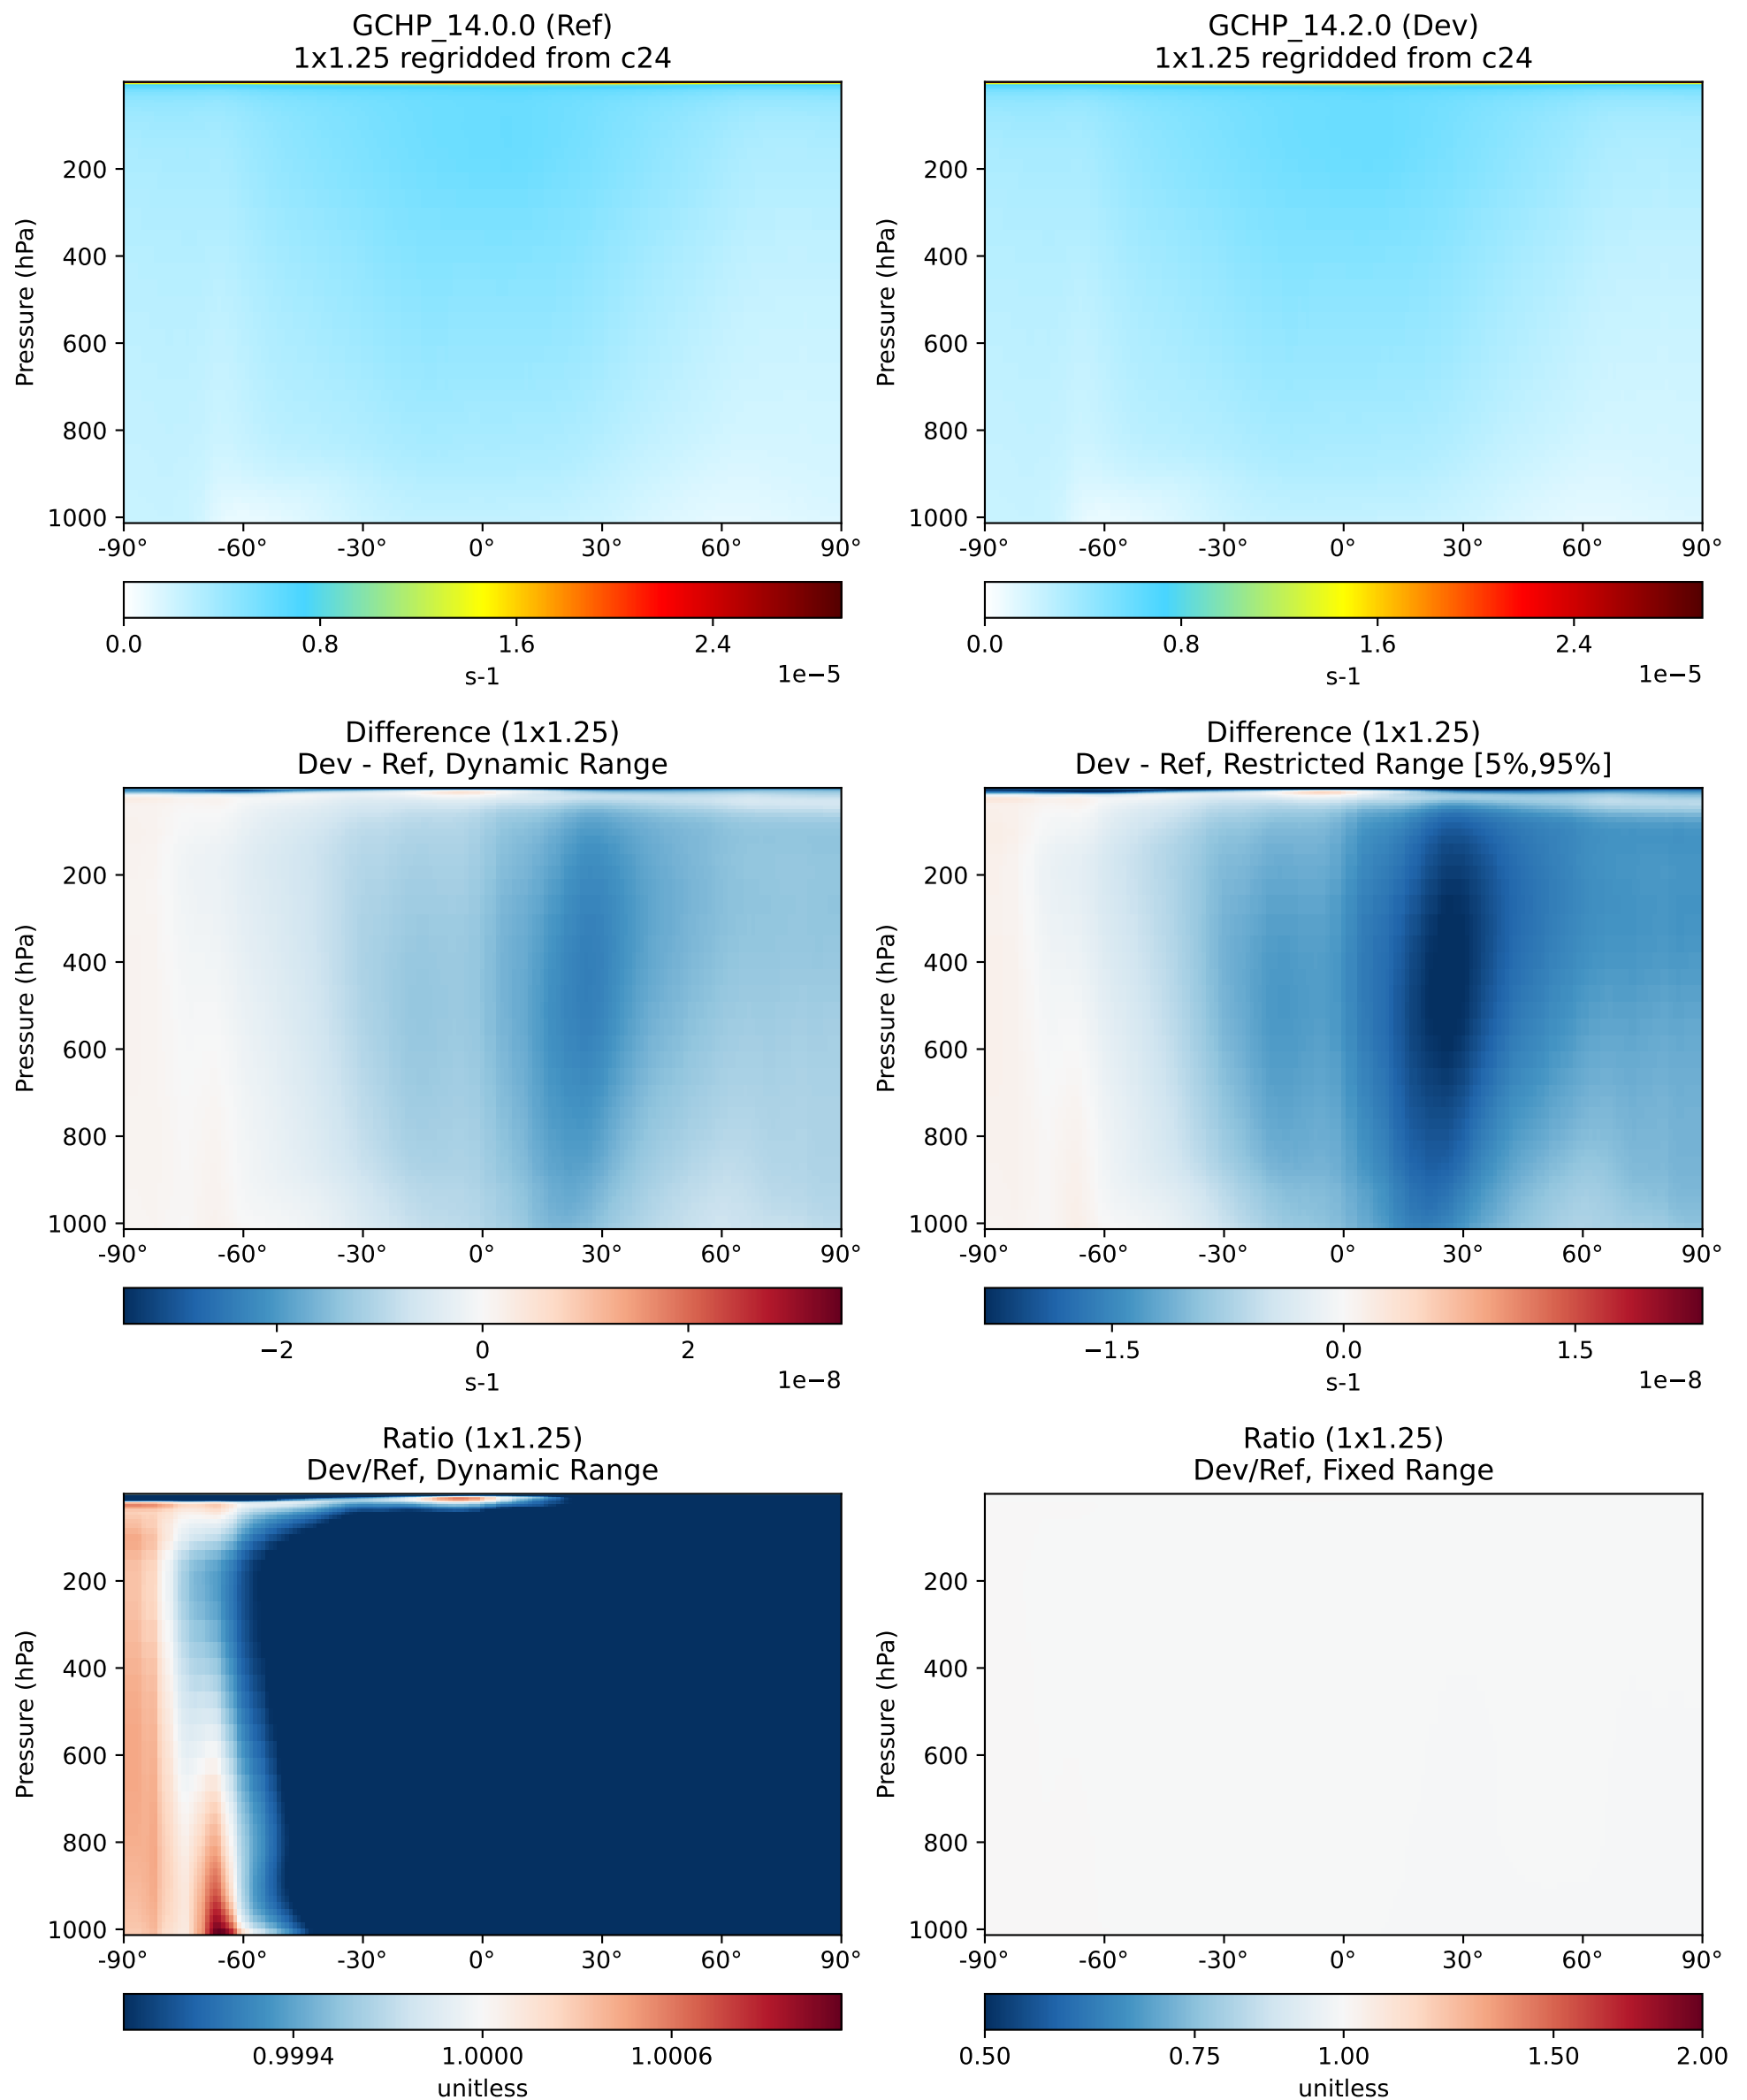 GCHP_14.0.0 (Ref)
1x1.25 regridded from c24
Pressure (hPa)
200
400
600
800
1000
-90° -60° -30° 0° 30° 60° 90°
0.0 0.8 1.6 2.4
s-1
1e−5
GCHP_14.2.0 (Dev)
1x1.25 regridded from c24
Pressure (hPa)
200
400
600
800
1000
-90° -60° -30° 0° 30° 60° 90°
0.0 0.8 1.6 2.4
s-1
1e−5
Difference (1x1.25)
Dev - Ref, Dynamic Range
Pressure (hPa)
200
400
600
800
1000
-90° -60° -30° 0° 30° 60° 90°
−2 0 2
s-1
1e−8
Difference (1x1.25)
Dev - Ref, Restricted Range [5%,95%]
Pressure (hPa)
200
400
600
800
1000
-90° -60° -30° 0° 30° 60° 90°
−1.5 0.0 1.5
s-1
1e−8
Ratio (1x1.25)
Dev/Ref, Dynamic Range
Pressure (hPa)
200
400
600
800
1000
-90° -60° -30° 0° 30° 60° 90°
0.9994 1.0000 1.0006
unitless
Ratio (1x1.25)
Dev/Ref, Fixed Range
Pressure (hPa)
200
400
600
800
1000
-90° -60° -30° 0° 30° 60° 90°
0.50 0.75 1.00 1.50 2.00
unitless